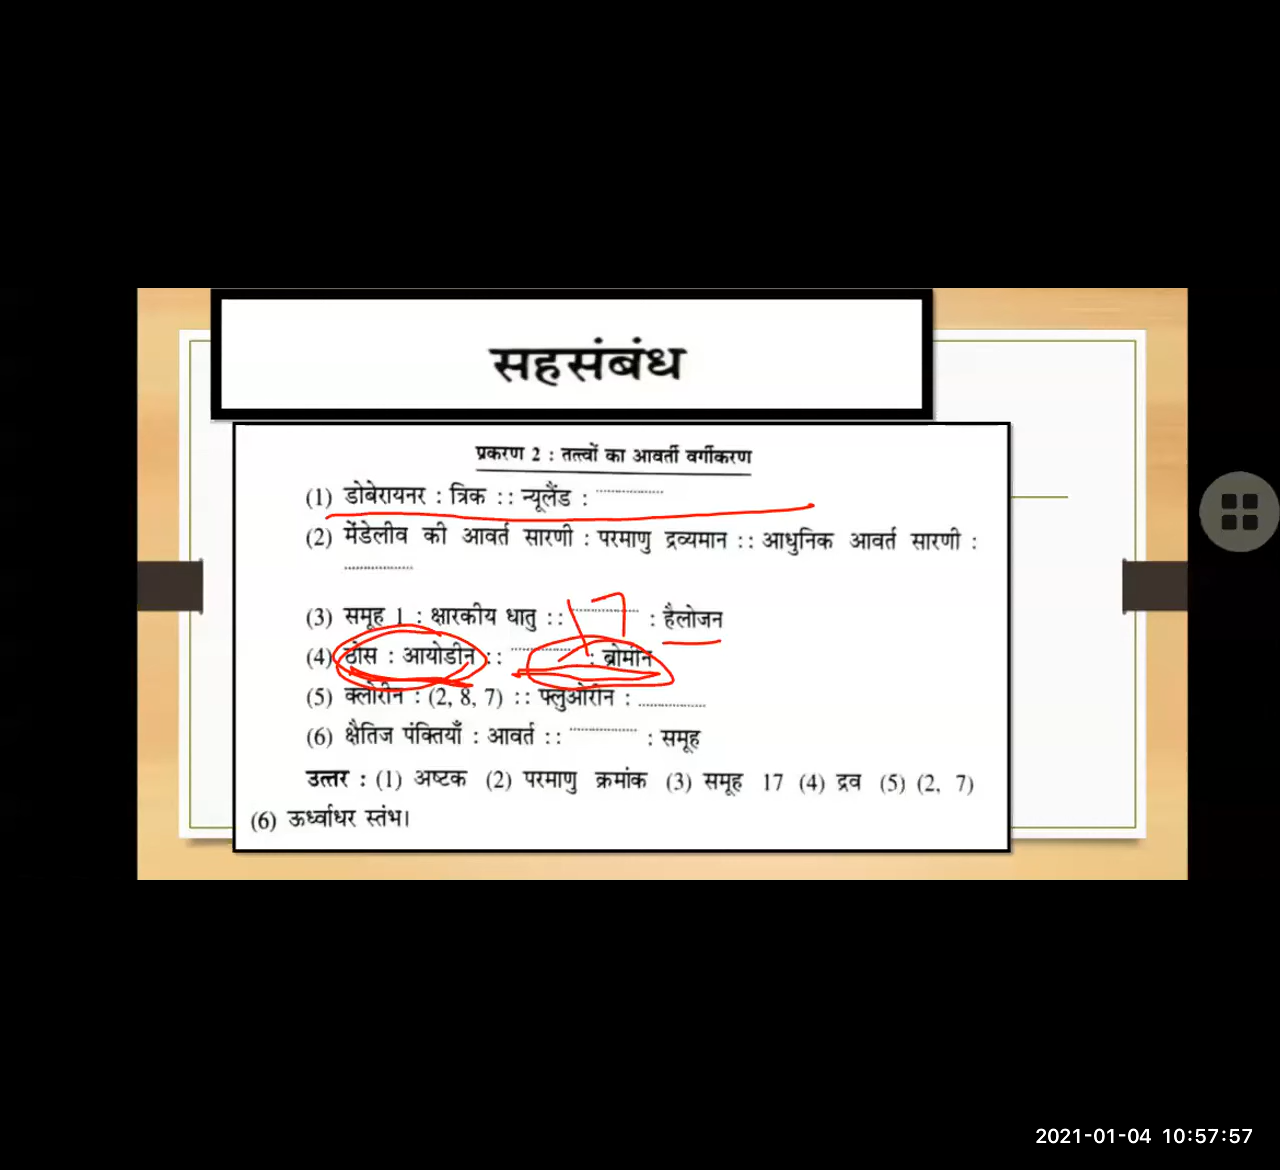 सहसंबंध
प्रकरण 2 : तत्त्वों का आवर्ती वर्गीकरण
(1) डोबेरायनर : त्रिक : : न्यूलैंड : ..................
(2) मेंडेलीव की आवर्त सारणी : परमाणु द्रव्यमान : : आधुनिक आवर्त सारणी :
..................
(3) समूह 1 : क्षारकीय धातु : : .................. : हैलोजन
17
(4) ठोस : आयोडीन : : .................. : ब्रोमीन
(5) क्लोरीन : (2, 8, 7) : : फ्लुओरीन : ..................
(6) क्षैतिज पंक्तियाँ : आवर्त : : .................. : समूह
उत्तर : (1) अष्टक (2) परमाणु क्रमांक (3) समूह 17 (4) द्रव (5) (2, 7)
(6) ऊर्ध्वाधर स्तंभ।
2021-01-04 10:57:57